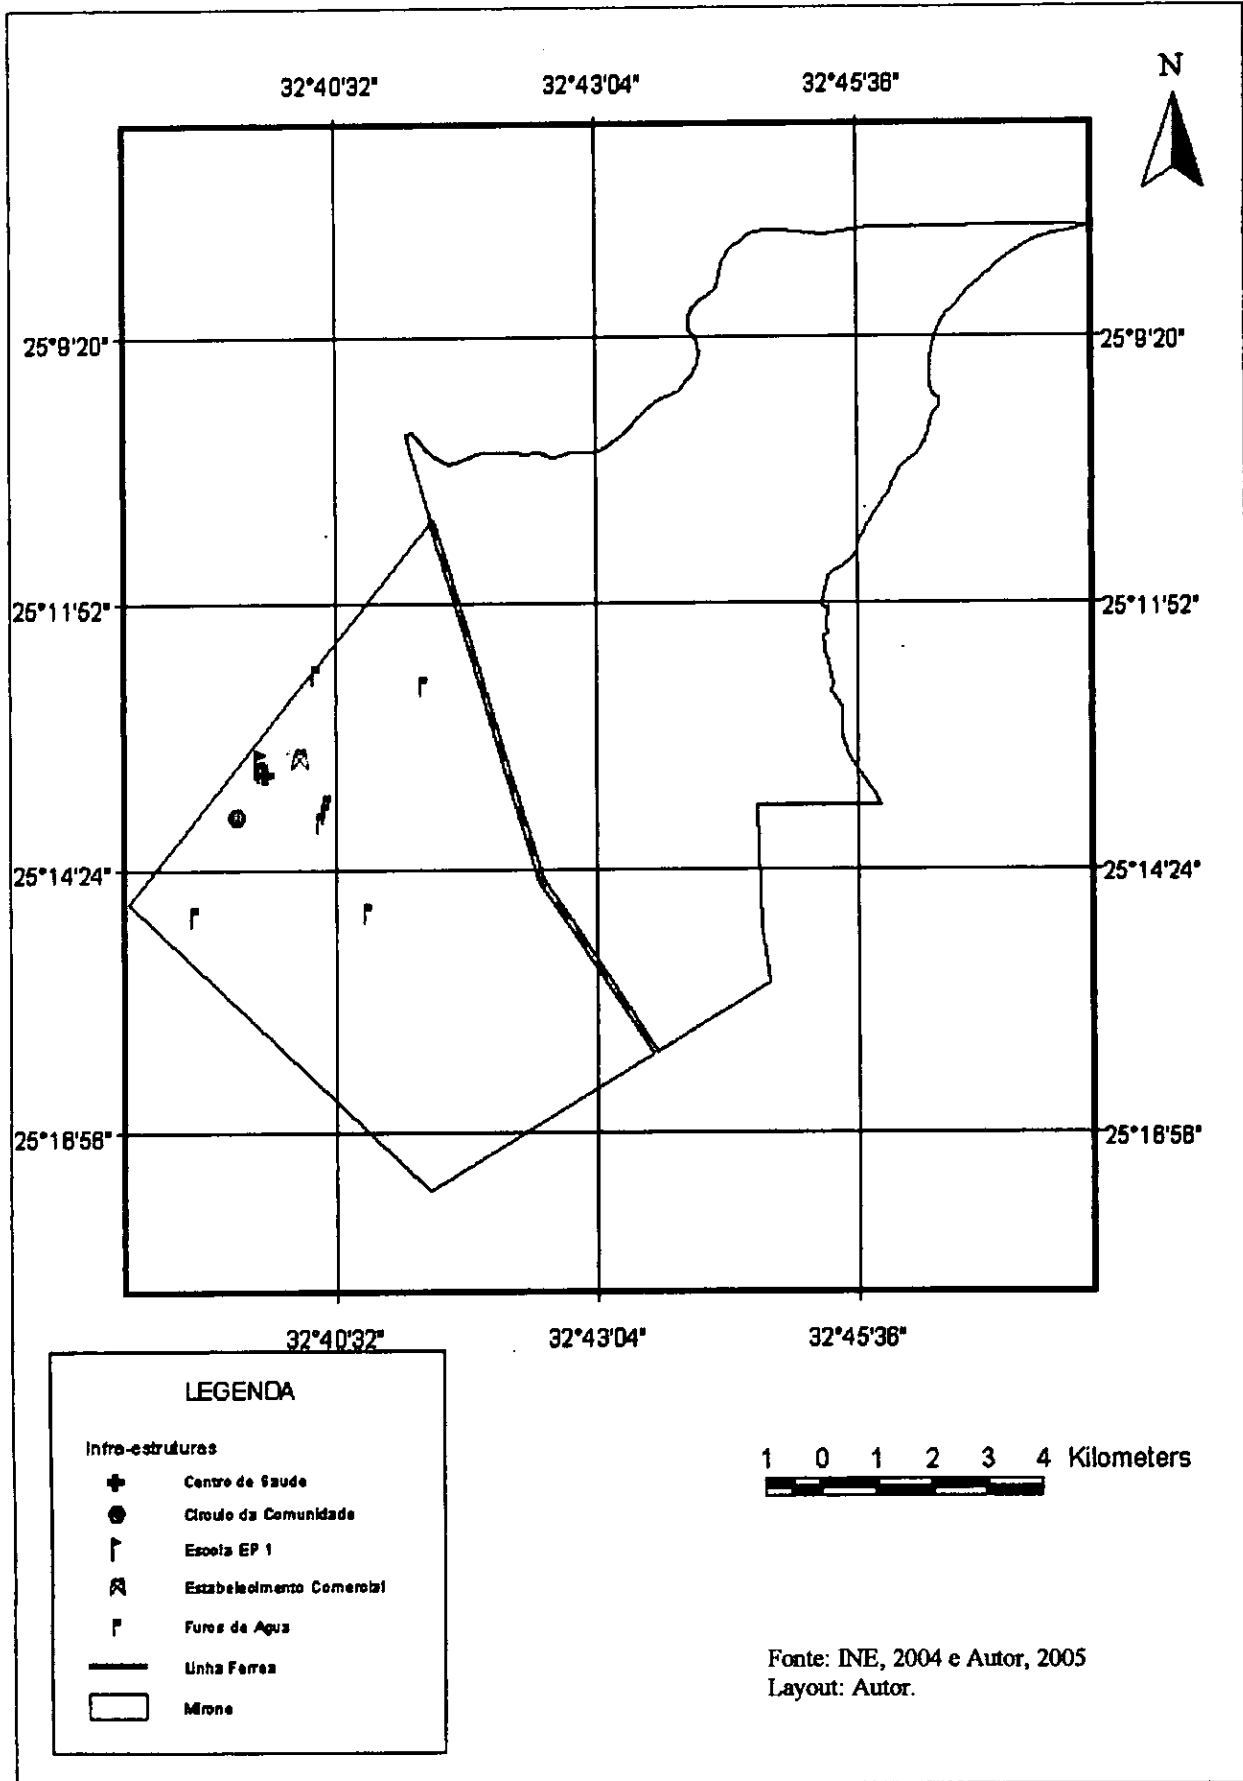 N
32°40'32" 32°43'04" 32°45'36"
25°9'20" 25°9'20"
25°11'52" 25°11'52"
25°14'24" 25°14'24"
25°16'56" 25°16'56"
32°40'32" 32°43'04" 32°45'36"
LEGENDA
Infra-estruturas
Centro de Saude
Circulo da Comunidade
Escola EP 1
Estabelecimento Comercial
Furos de Agua
Linha Ferrea
Mirone
1 0 1 2 3 4 Kilometers
Fonte: INE, 2004 e Autor, 2005
Layout: Autor.